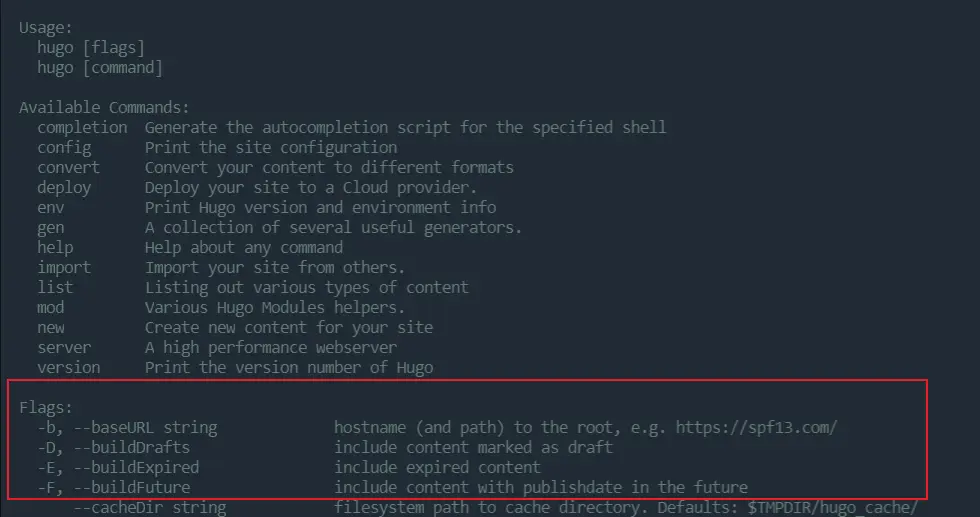 Usage:
  hugo [flags]
  hugo [command]

Available Commands:
  completion  Generate the autocompletion script for the specified shell
  config      Print the site configuration
  convert     Convert your content to different formats
  deploy      Deploy your site to a Cloud provider.
  env         Print Hugo version and environment info
  gen         A collection of several useful generators.
  help        Help about any command
  import      Import your site from others.
  list        Listing out various types of content
  mod         Various Hugo Modules helpers.
  new         Create new content for your site
  server      A high performance webserver
  version     Print the version number of Hugo

Flags:
  -b, --baseURL string             hostname (and path) to the root, e.g. https://spf13.com/
  -D, --buildDrafts                include content marked as draft
  -E, --buildExpired               include expired content
  -F, --buildFuture                include content with publishdate in the future
      --cacheDir string            filesystem path to cache directory. Defaults: $TMPDIR/hugo_cache/